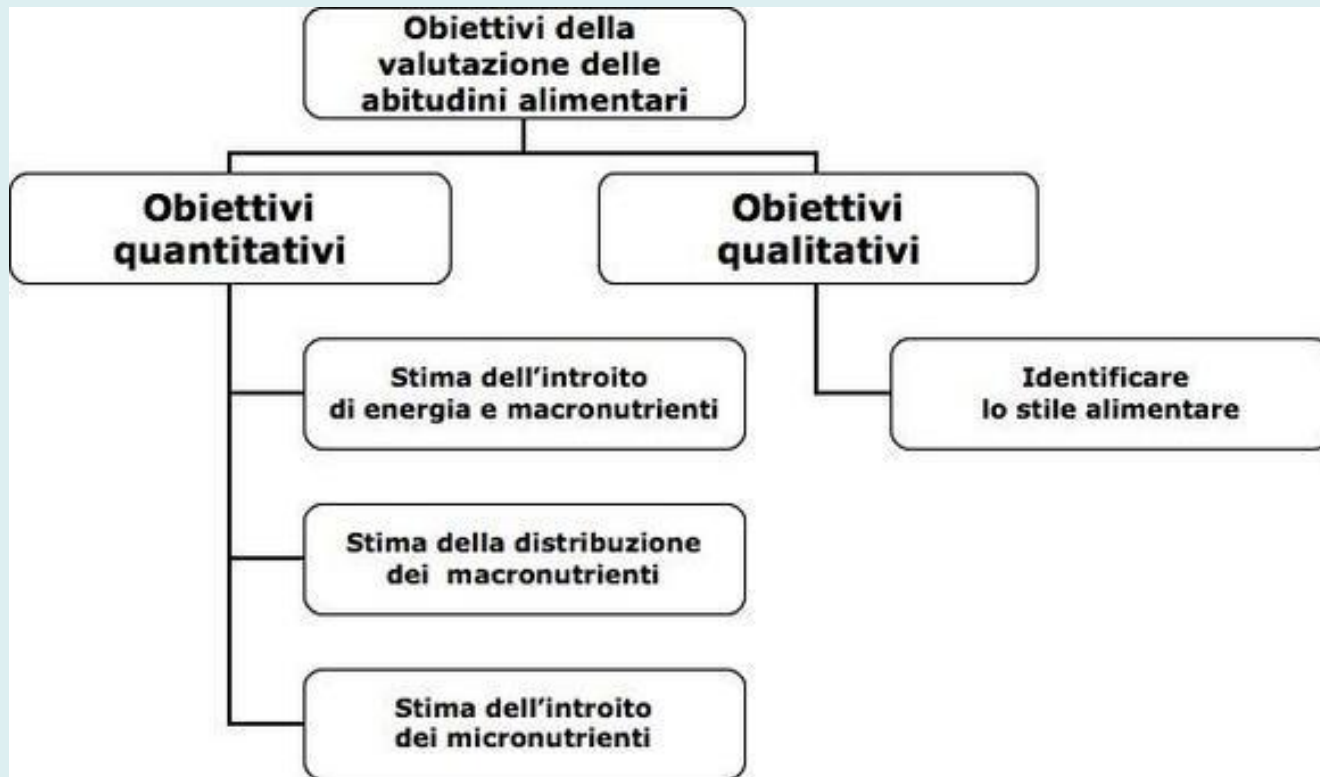 Obiettivi della
valutazione delle
abitudini alimentari
Obiettivi
quantitativi
Obiettivi
qualitativi
Stima dell'introito
di energia e macronutrienti
Identificare
lo stile alimentare
Stima della distribuzione
dei macronutrienti
Stima dell'introito
dei micronutrienti